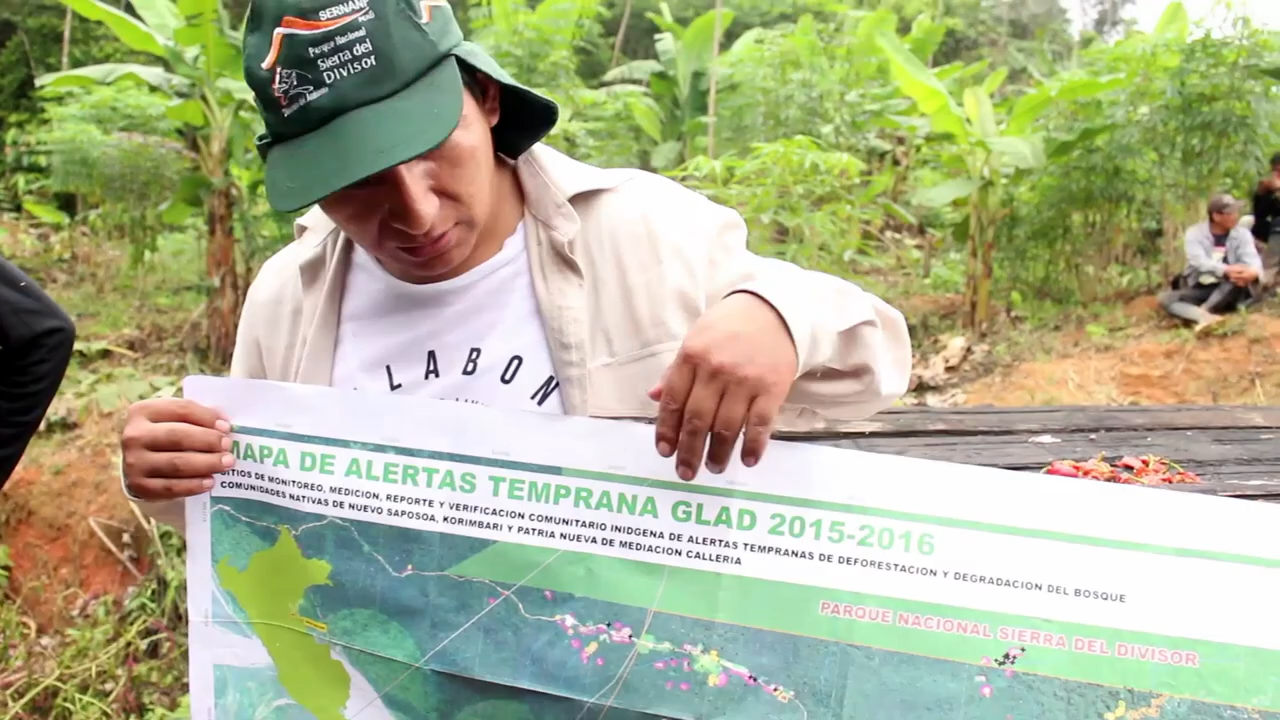 SERNANP
PERÚ
Parque Nacional
Sierra del
Divisor
LABON
MAPA DE ALERTAS TEMPRANA GLAD 2015-2016
SITIOS DE MONITOREO, MEDICION, REPORTE Y VERIFICACION COMUNITARIO INIDGENA DE ALERTAS TEMPRANAS DE DEFORESTACION Y DEGRADACION DEL BOSQUE
COMUNIDADES NATIVAS DE NUEVO SAPOSOA, KORIMBARI Y PATRIA NUEVA DE MEDIACION CALLERIA
PARQUE NACIONAL SIERRA DEL DIVISOR